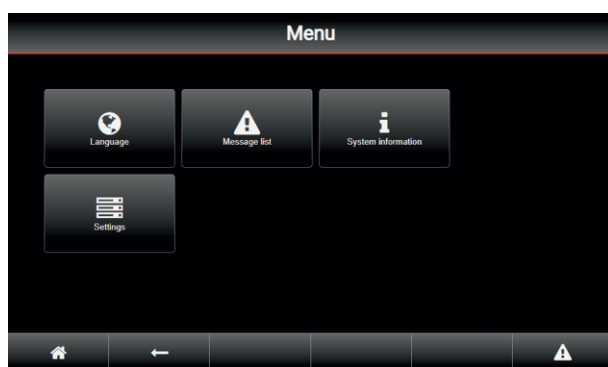 Menu
Language
Message list
System information
Settings